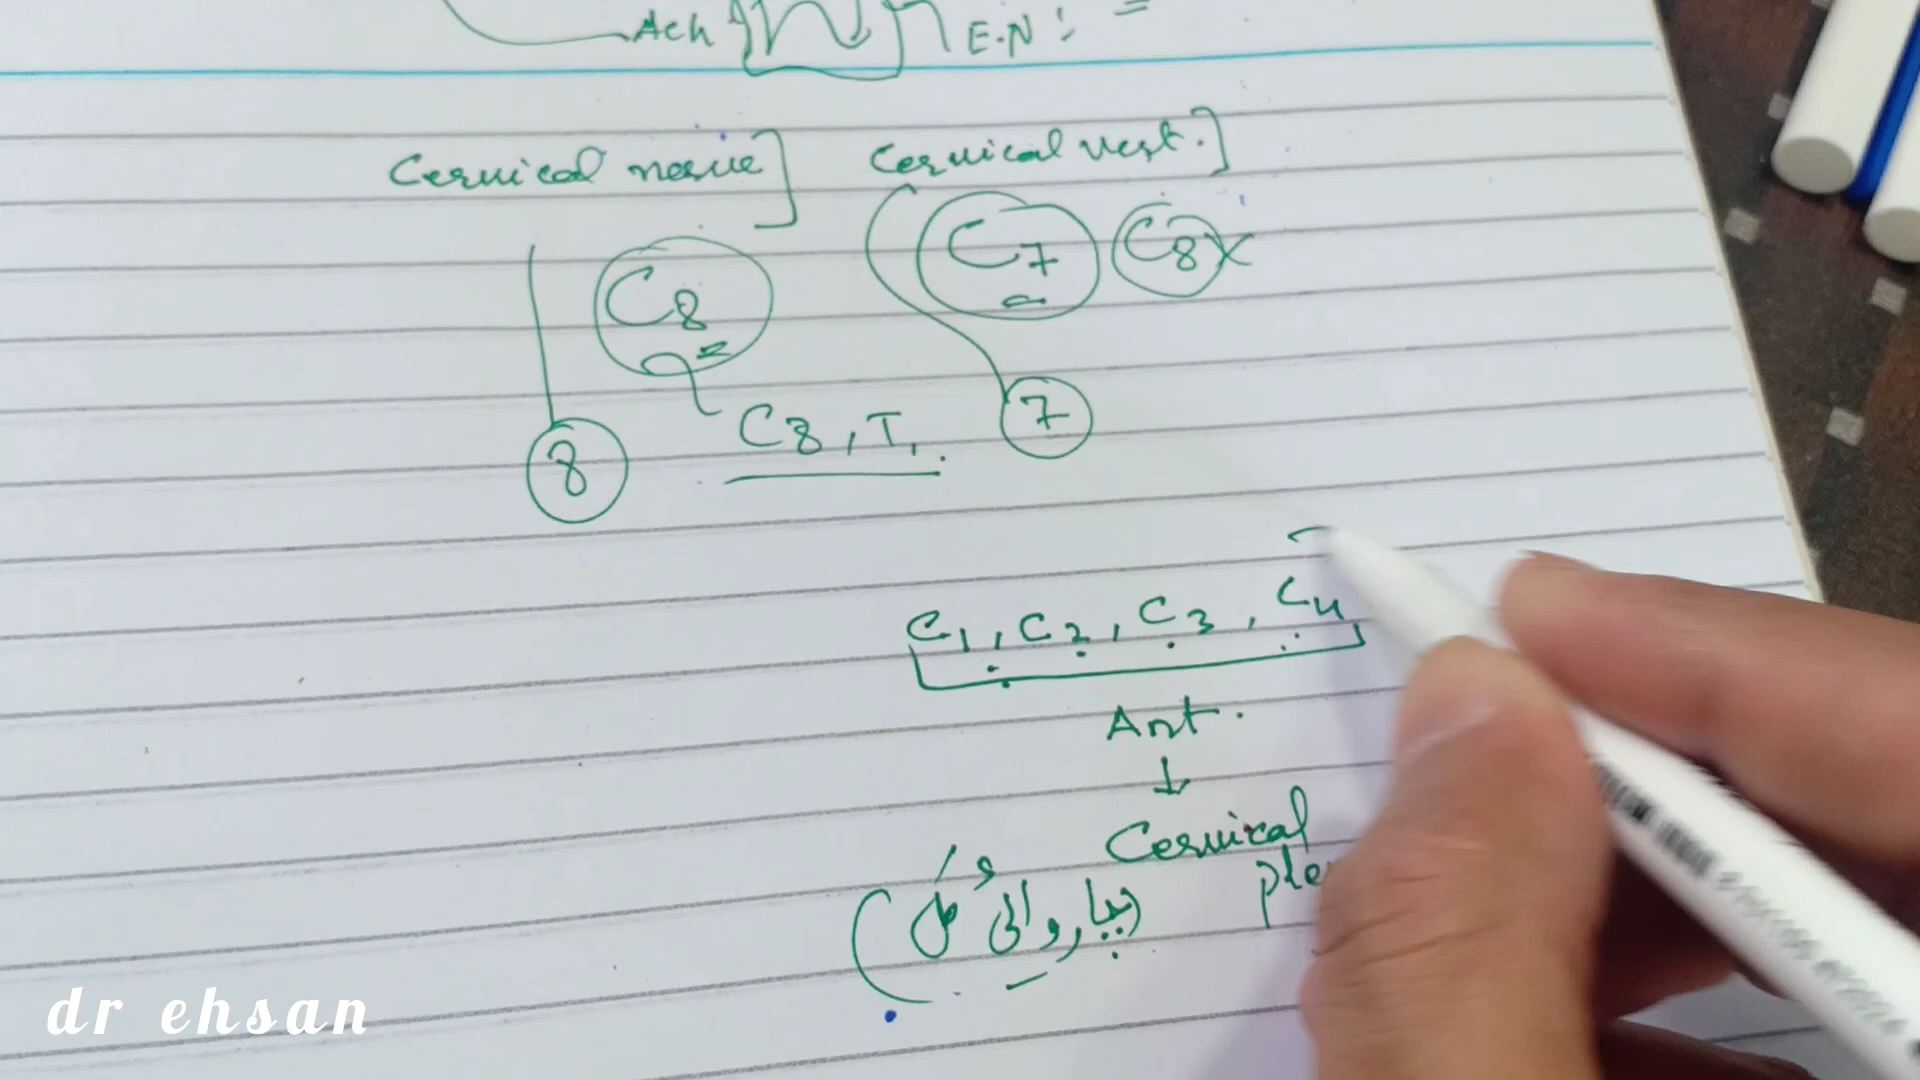 Ach E.N
Cervical nerve] Cervical vert.]
C8 C7 C8 X
8 C8, T1 7
C1, C2, C3, C4
Ant.
↓
Cervical
ple
dr ehsan